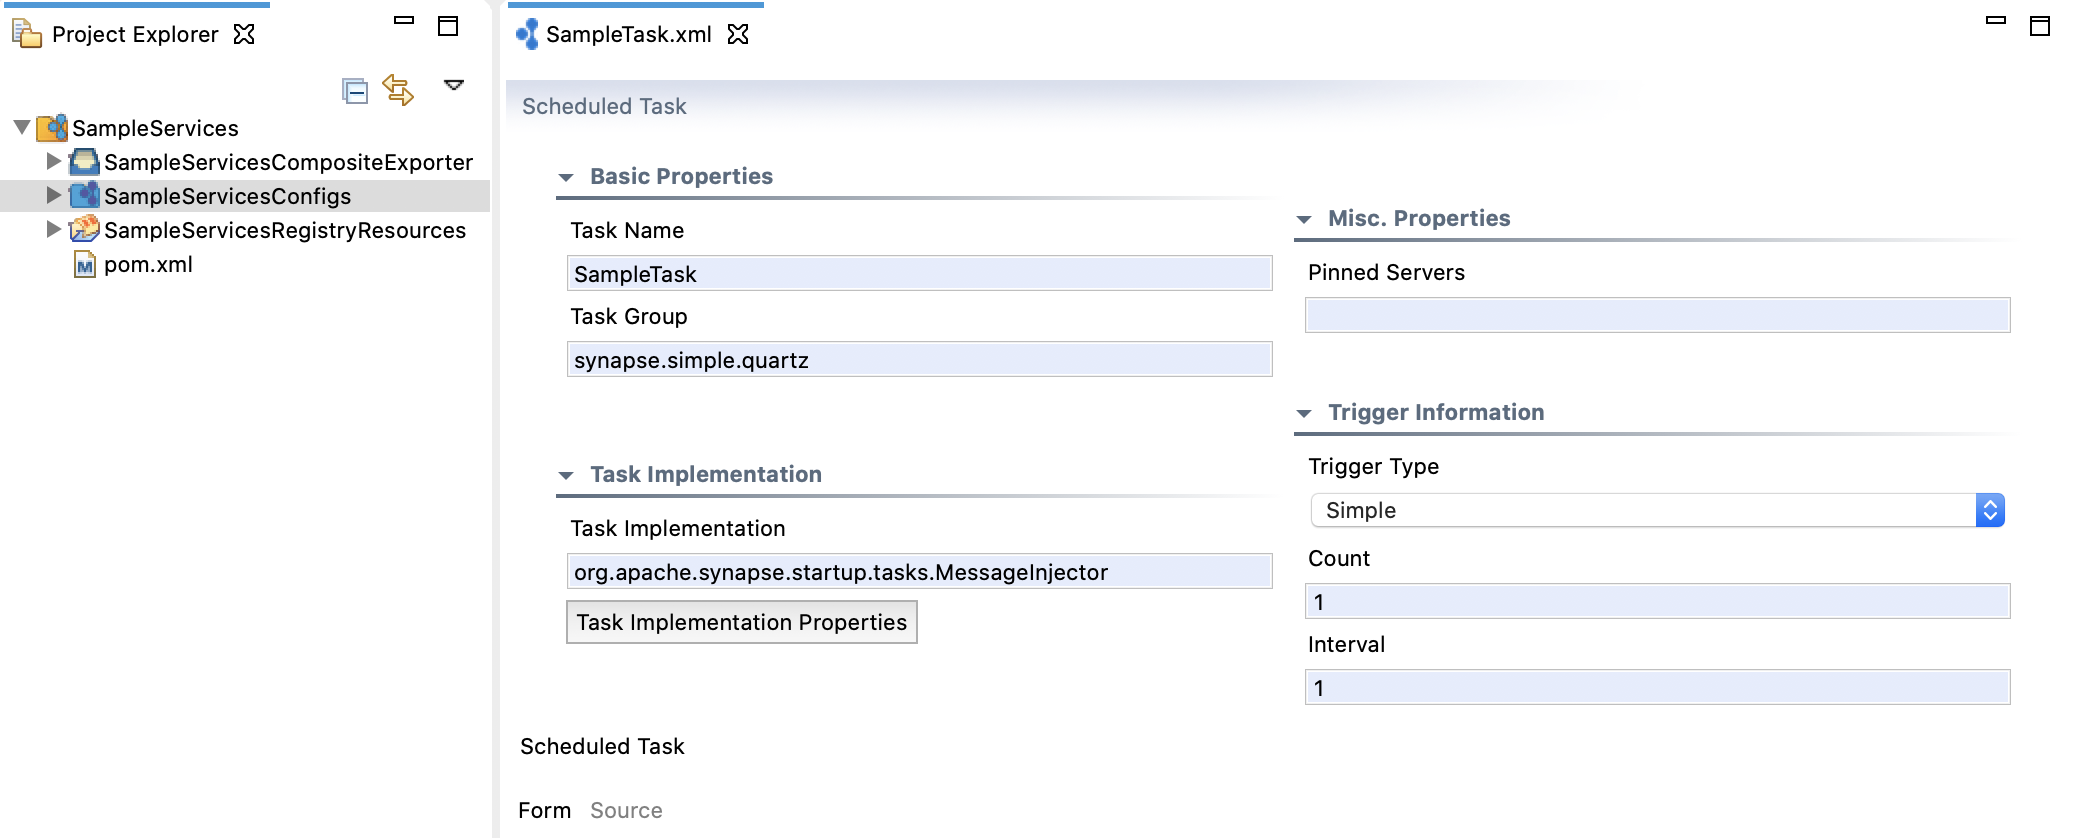 Project Explorer
SampleServices
SampleServicesCompositeExporter
SampleServicesConfigs
SampleServicesRegistryResources
pom.xml
SampleTask.xml
Scheduled Task
Basic Properties
Task Name
SampleTask
Task Group
synapse.simple.quartz
Task Implementation
Task Implementation
org.apache.synapse.startup.tasks.MessageInjector
Task Implementation Properties
Misc. Properties
Pinned Servers
Trigger Information
Trigger Type
Simple
Count
1
Interval
1
Scheduled Task
Form Source